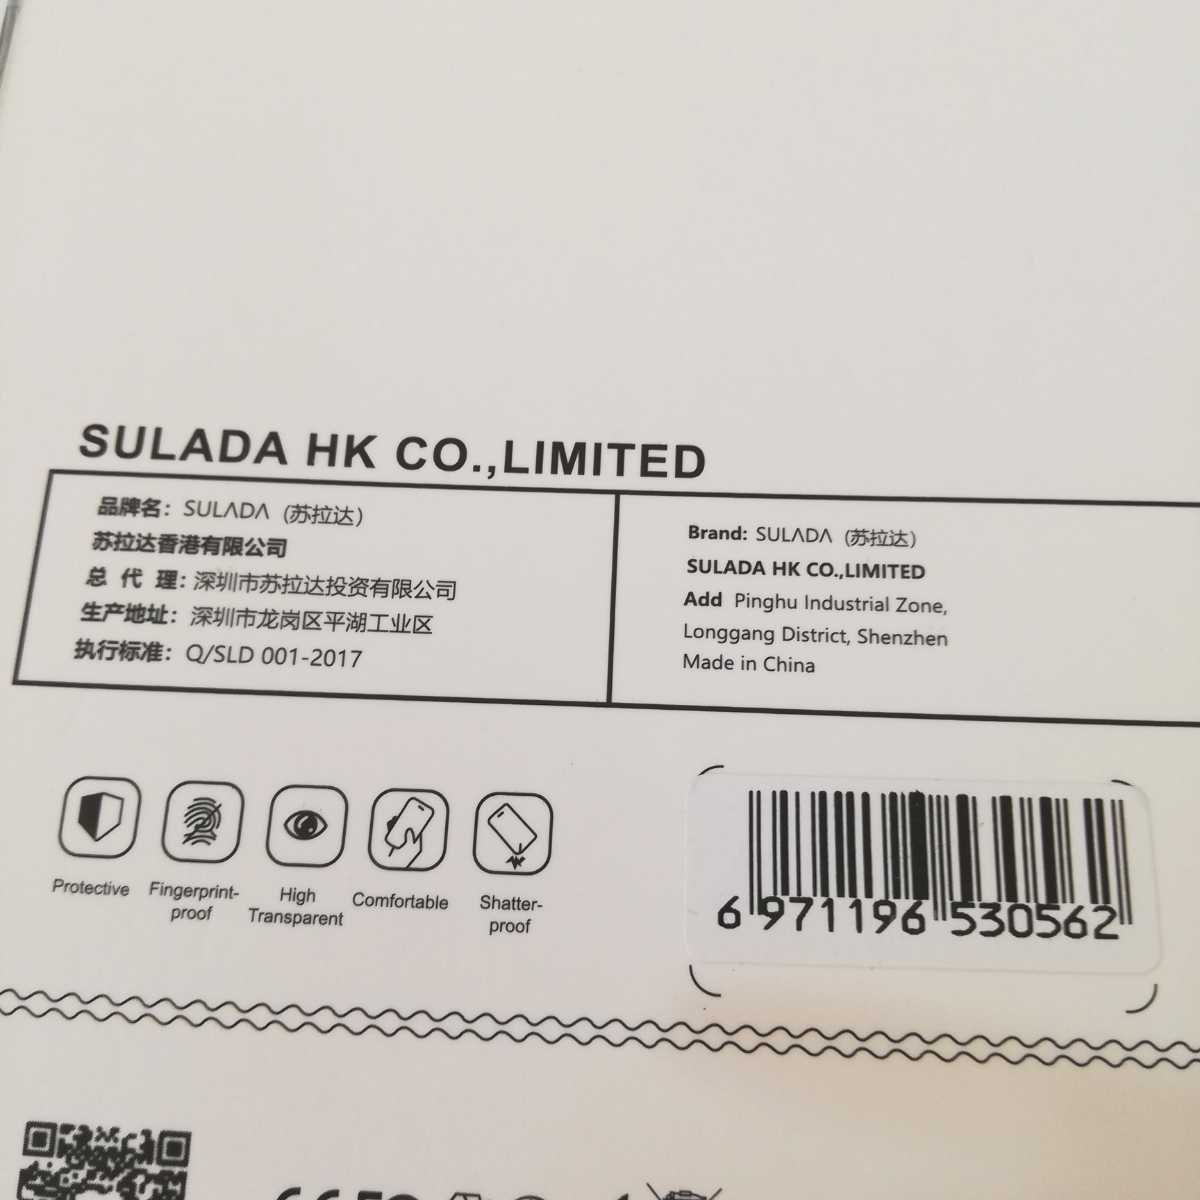 SULADA HK CO.,LIMITED
品牌名：SULADA（苏拉达）
苏拉达香港有限公司
总 代 理：深圳市苏拉达投资有限公司
生产地址：深圳市龙岗区平湖工业区
执行标准：Q/SLD 001-2017
Brand: SULADA（苏拉达）
SULADA HK CO.,LIMITED
Add Pinghu Industrial Zone,
Longgang District, Shenzhen
Made in China
Protective
Fingerprint-
proof
High
Transparent
Comfortable
Shatter-
proof
6 971196 530562